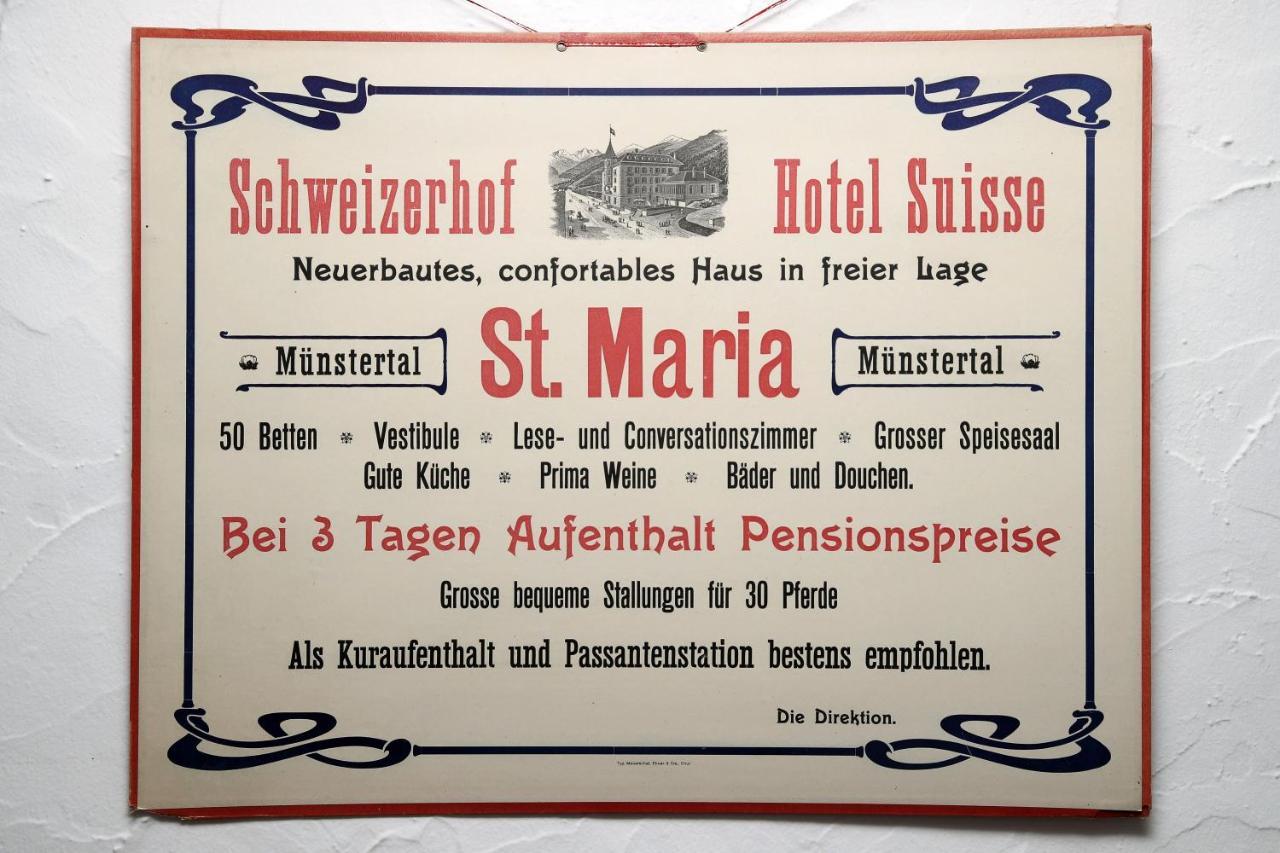 Schweizerhof Hotel Suisse
Neuerbautes, confortables Haus in freier Lage
Münstertal St. Maria Münstertal
50 Betten Vestibule Lese- und Conversationszimmer Grosser Speisesaal
Gute Küche Prima Weine Bäder und Douchen.
Bei 3 Tagen Aufenthalt Pensionspreise
Grosse bequeme Stallungen für 30 Pferde
Als Kuraufenthalt und Passantenstation bestens empfohlen.
Die Direktion.